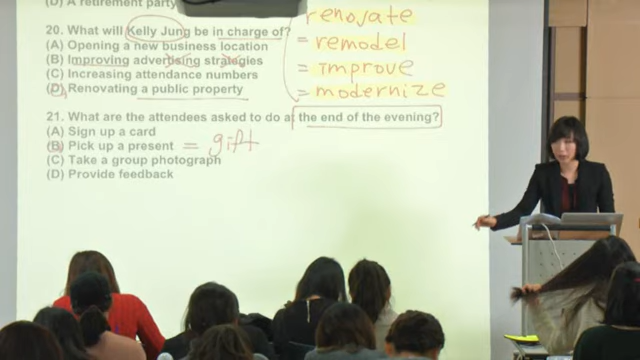 (D) A retirement party
20. What will Kelly Jung be in charge of?
(A) Opening a new business location
(B) Improving advertising strategies
(C) Increasing attendance numbers
(D) Renovating a public property
renovate
= remodel
= improve
= modernize
21. What are the attendees asked to do at the end of the evening?
(A) Sign up a card
(B) Pick up a present = gift
(C) Take a group photograph
(D) Provide feedback